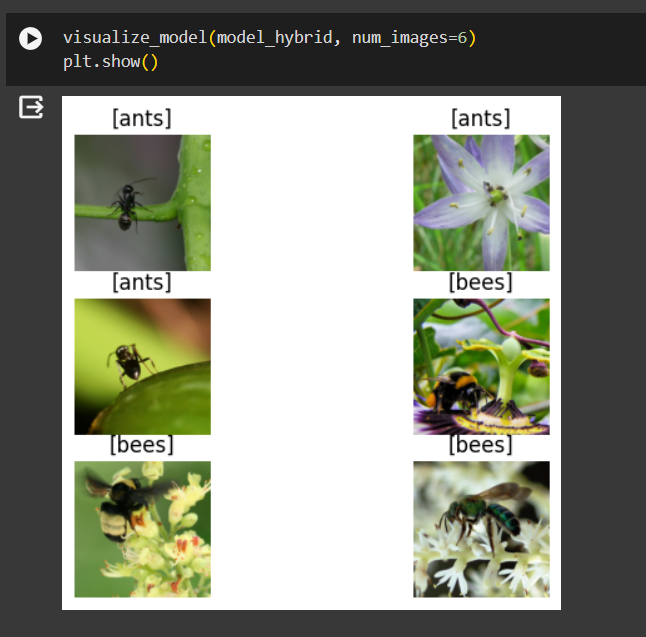 visualize_model(model_hybrid, num_images=6)
plt.show()
[ants]
[ants]
[ants]
[bees]
[bees]
[bees]